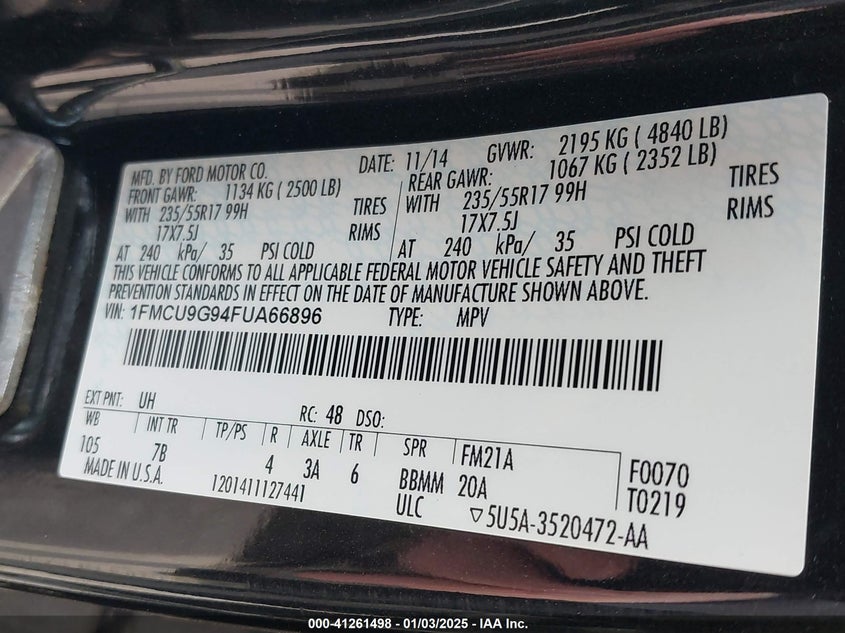 MFD. BY FORD MOTOR CO. DATE: 11/14 GVWR: 2195 KG ( 4840 LB)
FRONT GAWR: 1134 KG ( 2500 LB) REAR GAWR: 1067 KG ( 2352 LB)
WITH 235/55R17 99H TIRES WITH 235/55R17 99H TIRES
17X7.5J RIMS 17X7.5J RIMS
AT 240 kPa/ 35 PSI COLD AT 240 kPa/ 35 PSI COLD
THIS VEHICLE CONFORMS TO ALL APPLICABLE FEDERAL MOTOR VEHICLE SAFETY AND THEFT
PREVENTION STANDARDS IN EFFECT ON THE DATE OF MANUFACTURE SHOWN ABOVE.
VIN: 1FMCU9G94FUA66896 TYPE: MPV
EXT PNT: UH RC: 48 DSO:
WB INT TR TP/PS R AXLE TR SPR FM21A F0070
105 7B 4 3A 6 BBMM 20A T0219
MADE IN U.S.A. 1201411127441 ULC ▽5U5A-3520472-AA
000-41261498 - 01/03/2025 - IAA Inc.